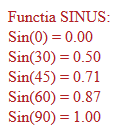 Functia SINUS:
Sin(0) = 0.00
Sin(30) = 0.50
Sin(45) = 0.71
Sin(60) = 0.87
Sin(90) = 1.00